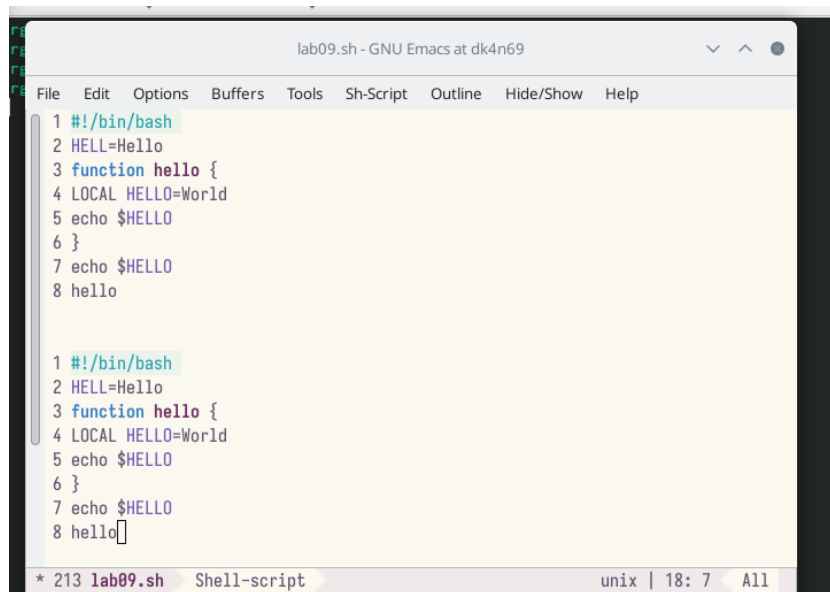 lab09.sh - GNU Emacs at dk4n69
File Edit Options Buffers Tools Sh-Script Outline Hide/Show Help
1 #!/bin/bash
2 HELL=Hello
3 function hello {
4 LOCAL HELLO=World
5 echo $HELLO
6 }
7 echo $HELLO
8 hello
1 #!/bin/bash
2 HELL=Hello
3 function hello {
4 LOCAL HELLO=World
5 echo $HELLO
6 }
7 echo $HELLO
8 hello
* 213 lab09.sh Shell-script unix | 18: 7 All